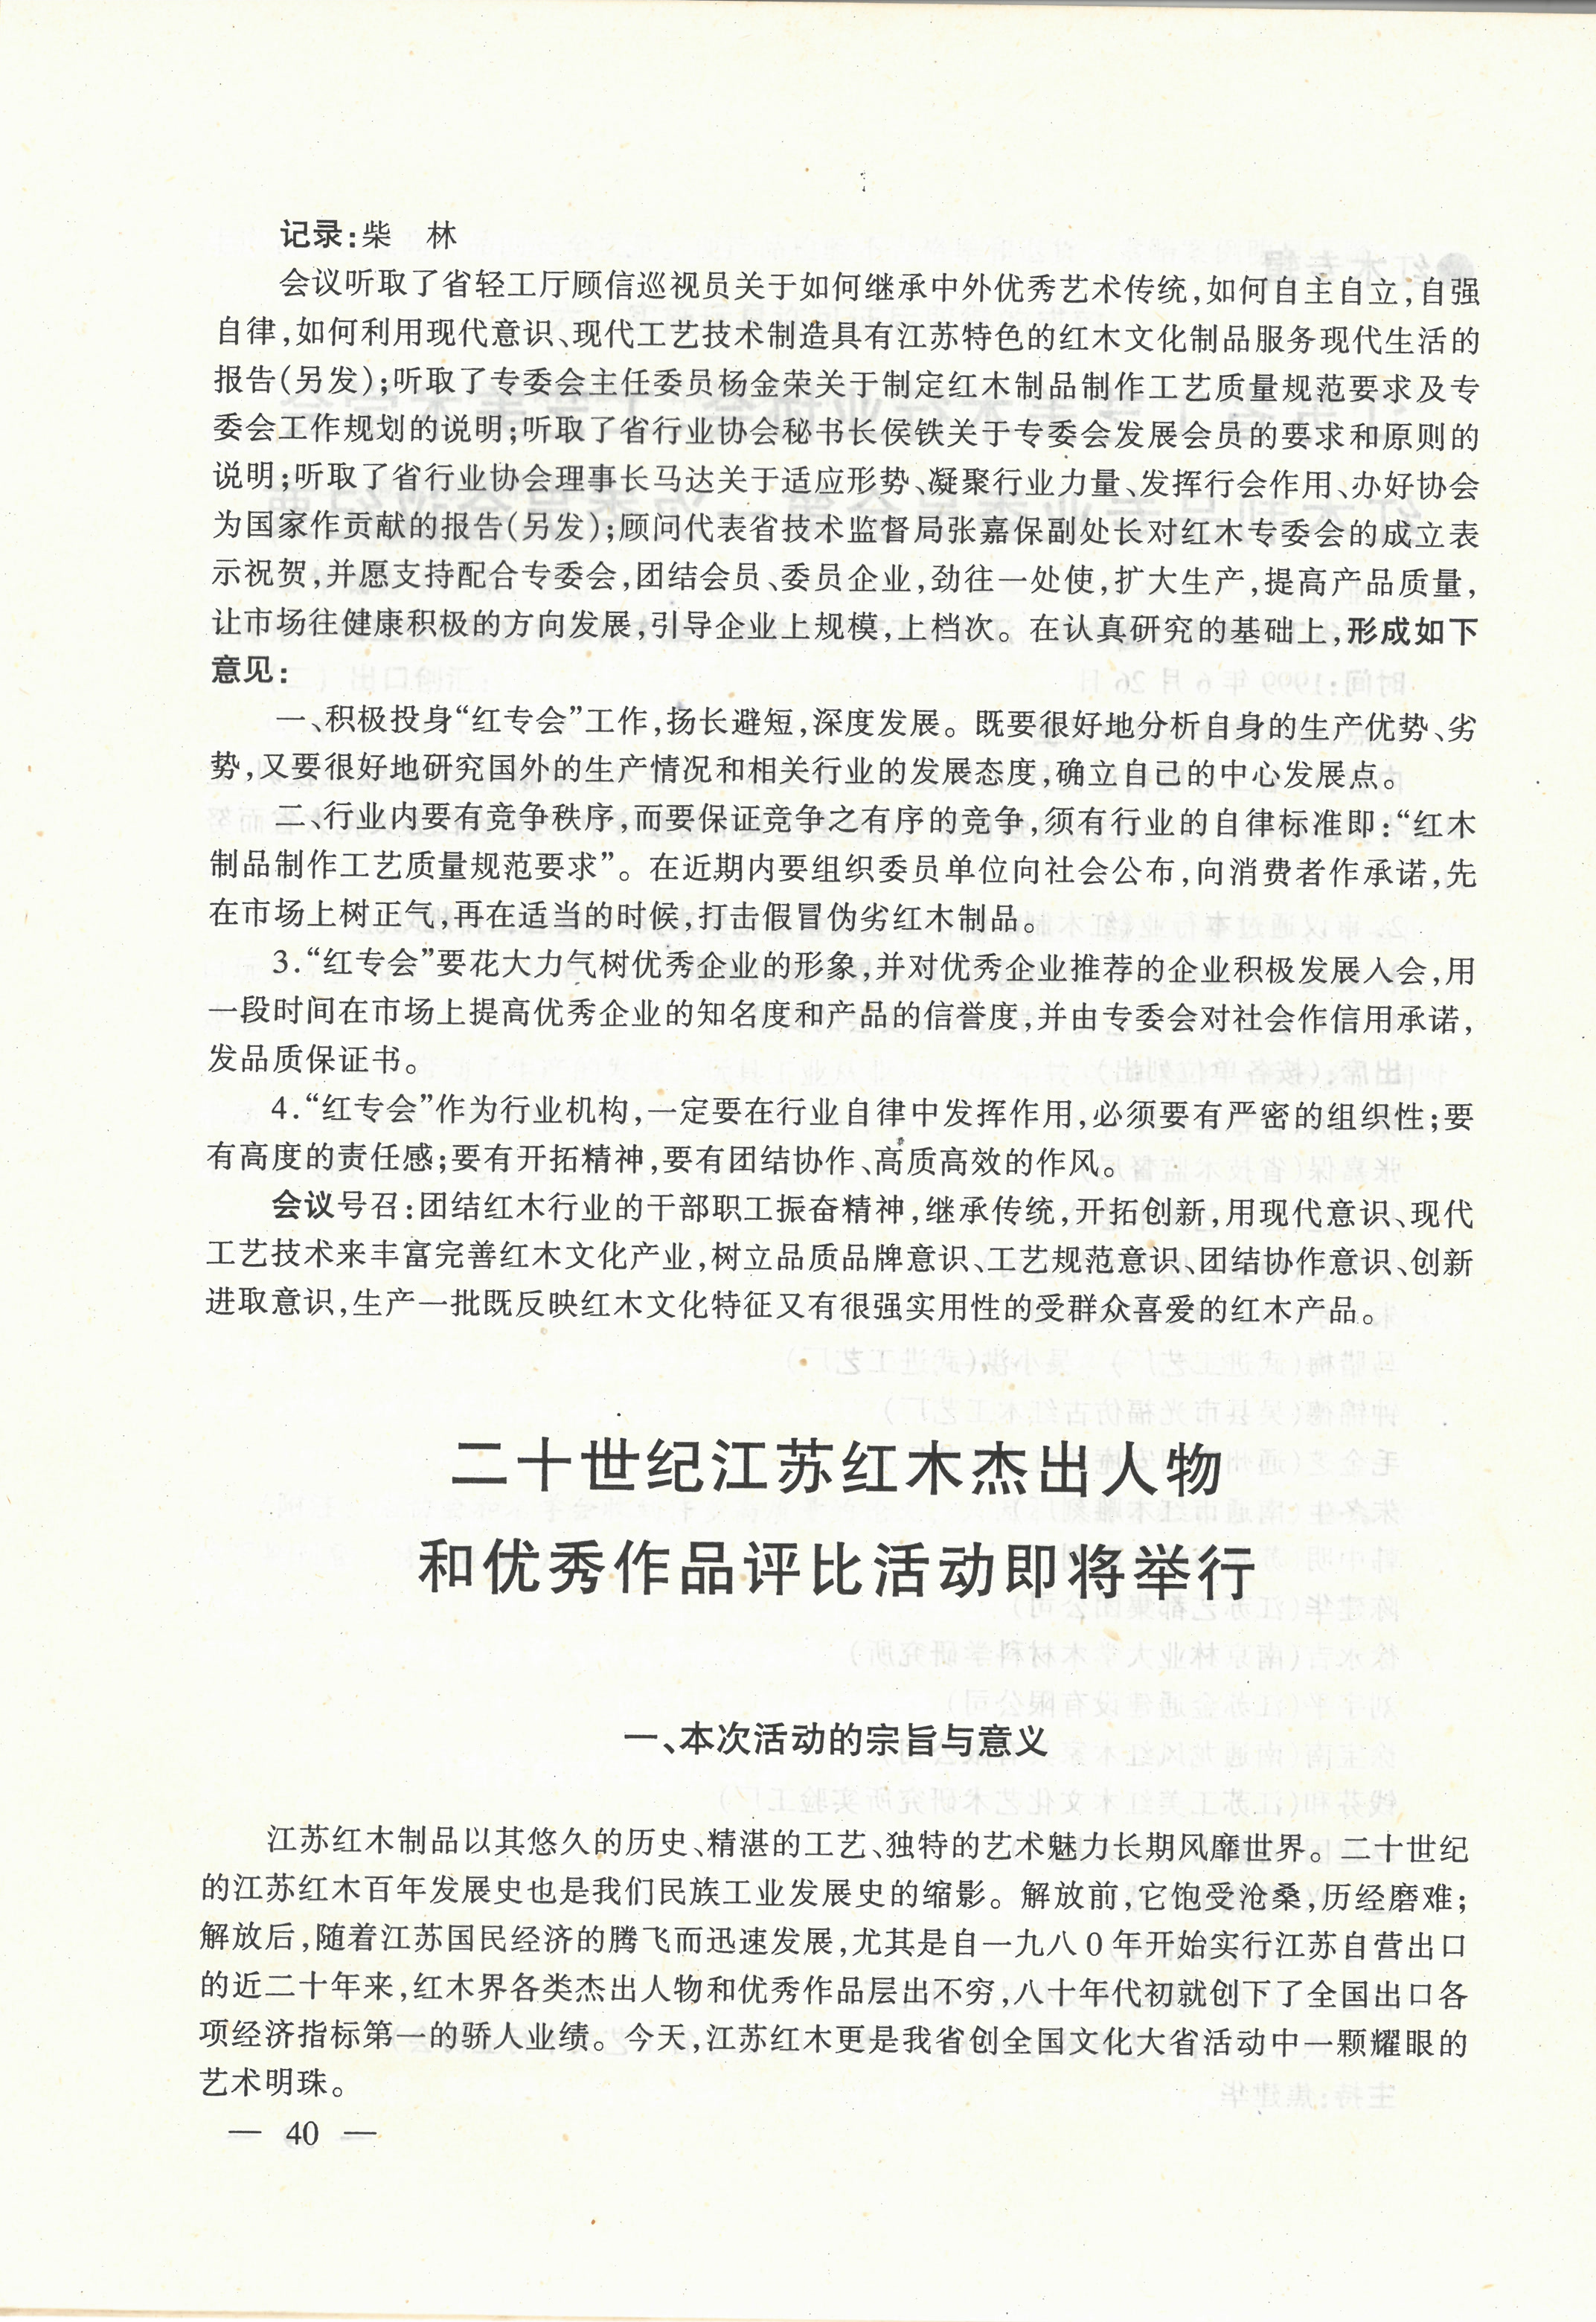 记录:柴　林
会议听取了省轻工厅顾信巡视员关于如何继承中外优秀艺术传统,如何自主自立,自强
自律,如何利用现代意识、现代工艺技术制造具有江苏特色的红木文化制品服务现代生活的
报告(另发);听取了专委会主任委员杨金荣关于制定红木制品制作工艺质量规范要求及专
委会工作规划的说明;听取了省行业协会秘书长侯铁关于专委会发展会员的要求和原则的
说明;听取了省行业协会理事长马达关于适应形势、凝聚行业力量、发挥行会作用、办好协会
为国家作贡献的报告(另发);顾问代表省技术监督局张嘉保副处长对红木专委会的成立表
示祝贺,并愿支持配合专委会,团结会员、委员企业,劲往一处使,扩大生产,提高产品质量,
让市场往健康积极的方向发展,引导企业上规模,上档次。在认真研究的基础上,形成如下
意见:
一、积极投身“红专会”工作,扬长避短,深度发展。既要很好地分析自身的生产优势、劣
势,又要很好地研究国外的生产情况和相关行业的发展态度,确立自己的中心发展点。
二、行业内要有竞争秩序,而要保证竞争之有序的竞争,须有行业的自律标准即:“红木
制品制作工艺质量规范要求”。在近期内要组织委员单位向社会公布,向消费者作承诺,先
在市场上树正气,再在适当的时候,打击假冒伪劣红木制品。
3.“红专会”要花大力气树优秀企业的形象,并对优秀企业推荐的企业积极发展入会,用
一段时间在市场上提高优秀企业的知名度和产品的信誉度,并由专委会对社会作信用承诺,
发品质保证书。
4.“红专会”作为行业机构,一定要在行业自律中发挥作用,必须要有严密的组织性;要
有高度的责任感;要有开拓精神,要有团结协作、高质高效的作风。
会议号召:团结红木行业的干部职工振奋精神,继承传统,开拓创新,用现代意识、现代
工艺技术来丰富完善红木文化产业,树立品质品牌意识、工艺规范意识、团结协作意识、创新
进取意识,生产一批既反映红木文化特征又有很强实用性的受群众喜爱的红木产品。
二十世纪江苏红木杰出人物
和优秀作品评比活动即将举行
一、本次活动的宗旨与意义
江苏红木制品以其悠久的历史、精湛的工艺、独特的艺术魅力长期风靡世界。二十世纪
的江苏红木百年发展史也是我们民族工业发展史的缩影。解放前,它饱受沧桑,历经磨难;
解放后,随着江苏国民经济的腾飞而迅速发展,尤其是自一九八0年开始实行江苏自营出口
的近二十年来,红木界各类杰出人物和优秀作品层出不穷,八十年代初就创下了全国出口各
项经济指标第一的骄人业绩。今天,江苏红木更是我省创全国文化大省活动中一颗耀眼的
艺术明珠。
— 40 —